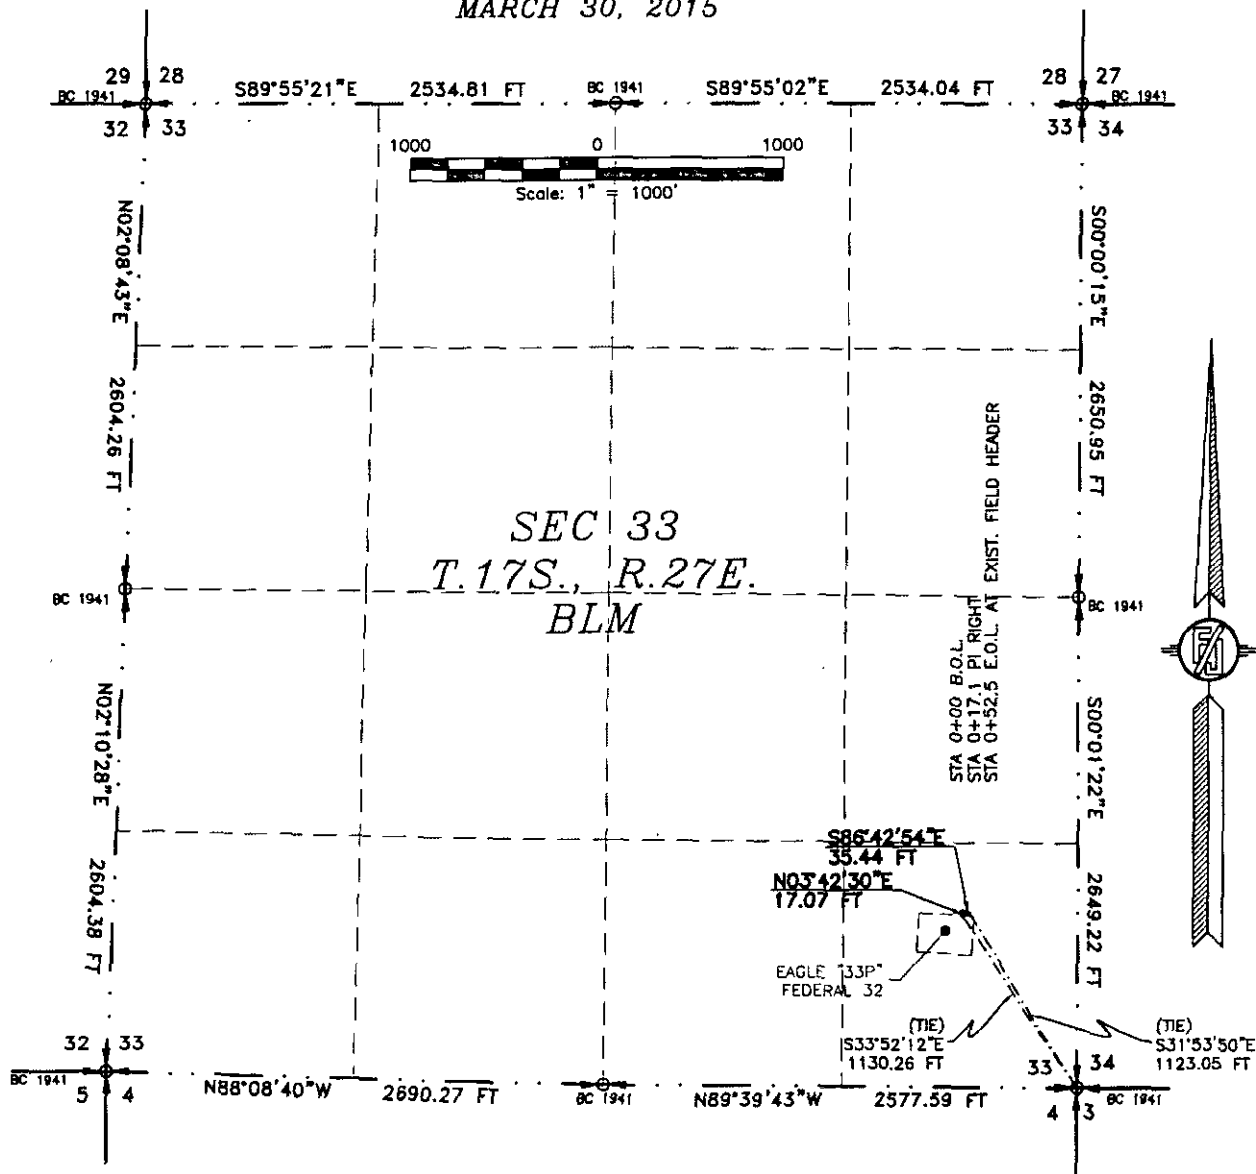 MARCH 30, 2015
29 28
S89°55'21"E 2534.81 FT
BC 1941
S89°55'02"E 2534.04 FT
28 27
BC 1941
BC 1941
32 33
33 34
1000 0 1000
Scale: 1" = 1000'
N02°08'43"E
2604.26 FT
S00°00'15"E
2650.95 FT
SEC 33
T.17S., R.27E.
BLM
BC 1941
BC 1941
STA 0+00 B.O.L.
STA 0+17.1 PI RIGHT
STA 0+52.5 E.O.L. AT EXIST. FIELD HEADER
N02°10'28"E
2604.38 FT
S00°01'22"E
2649.22 FT
S86°42'54"E
35.44 FT
N03°42'30"E
17.07 FT
EAGLE "33P"
FEDERAL 32
(TIE)
S33°52'12"E
1130.26 FT
(TIE)
S31°53'50"E
1123.05 FT
32 33
BC 1941
5 4
N88°08'40"W 2690.27 FT
BC 1941
N89°39'43"W 2577.59 FT
33 34
4 3
BC 1941